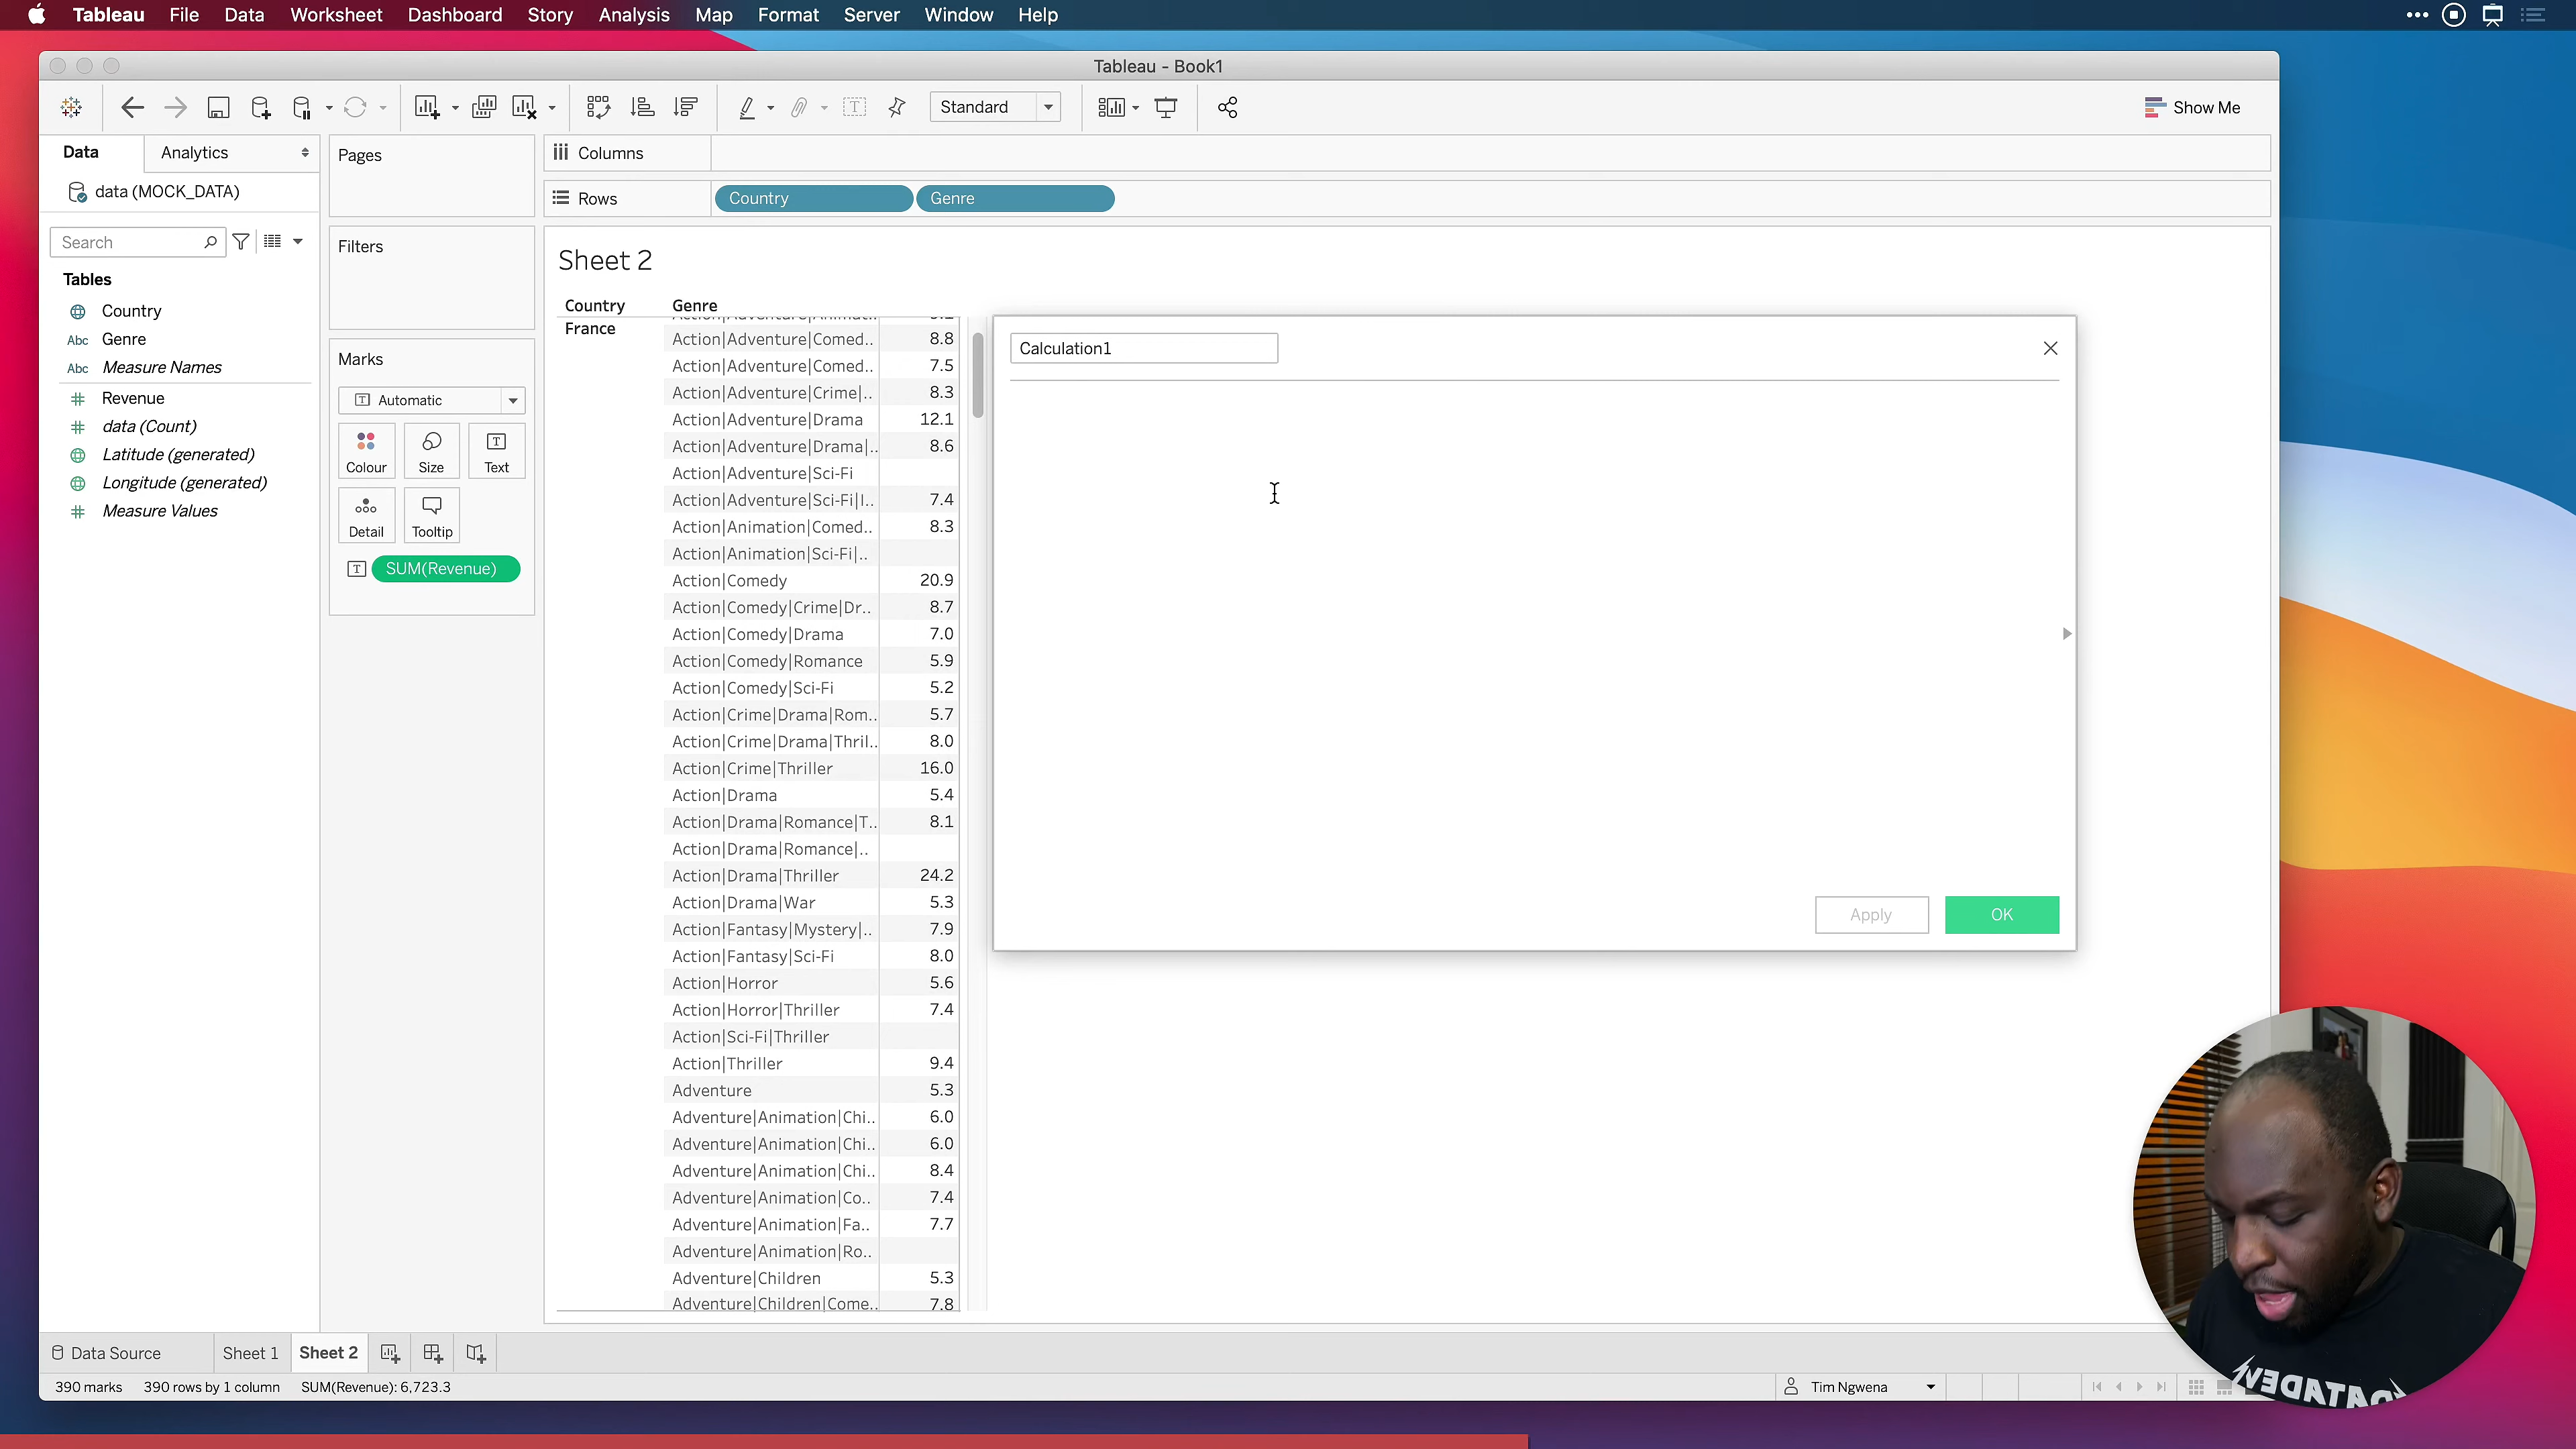 Tableau File Data Worksheet Dashboard Story Analysis Map Format Server Window Help
Tableau - Book1
Standard
Show Me
Data Analytics
data (MOCK_DATA)
Search
Tables
Country
Genre
Measure Names
Revenue
data (Count)
Latitude (generated)
Longitude (generated)
Measure Values
Pages
Filters
Marks
Automatic
Colour Size Text
Detail Tooltip
SUM(Revenue)
Columns
Rows Country Genre
Sheet 2
Country Genre
France
Action|Adventure|Comed.. 8.8
Action|Adventure|Comed.. 7.5
Action|Adventure|Crime|.. 8.3
Action|Adventure|Drama 12.1
Action|Adventure|Drama|.. 8.6
Action|Adventure|Sci-Fi
Action|Adventure|Sci-Fi|I.. 7.4
Action|Animation|Comed.. 8.3
Action|Animation|Sci-Fi|..
Action|Comedy 20.9
Action|Comedy|Crime|Dr.. 8.7
Action|Comedy|Drama 7.0
Action|Comedy|Romance 5.9
Action|Comedy|Sci-Fi 5.2
Action|Crime|Drama|Rom.. 5.7
Action|Crime|Drama|Thril.. 8.0
Action|Crime|Thriller 16.0
Action|Drama 5.4
Action|Drama|Romance|T.. 8.1
Action|Drama|Romance|..
Action|Drama|Thriller 24.2
Action|Drama|War 5.3
Action|Fantasy|Mystery|.. 7.9
Action|Fantasy|Sci-Fi 8.0
Action|Horror 5.6
Action|Horror|Thriller 7.4
Action|Sci-Fi|Thriller
Action|Thriller 9.4
Adventure 5.3
Adventure|Animation|Chi.. 6.0
Adventure|Animation|Chi.. 6.0
Adventure|Animation|Chi.. 8.4
Adventure|Animation|Co.. 7.4
Adventure|Animation|Fa.. 7.7
Adventure|Animation|Ro..
Adventure|Children 5.3
Adventure|Children|Come.. 7.8
Calculation1
Apply OK
Data Source Sheet 1 Sheet 2
390 marks 390 rows by 1 column SUM(Revenue): 6,723.3
Tim Ngwena